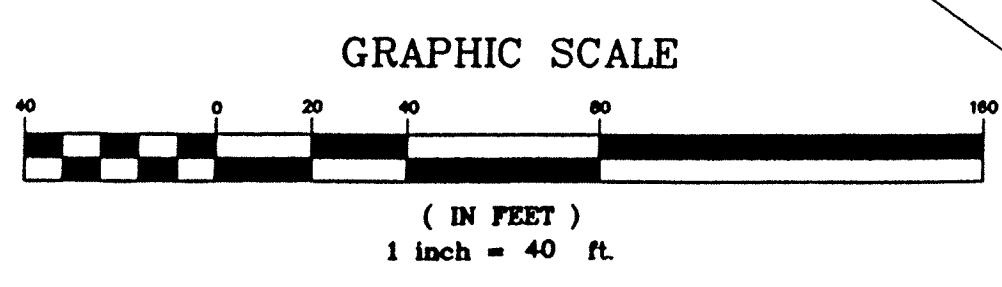 GRAPHIC SCALE
40 0 20 40 80 160
( IN FEET )
1 inch = 40 ft.